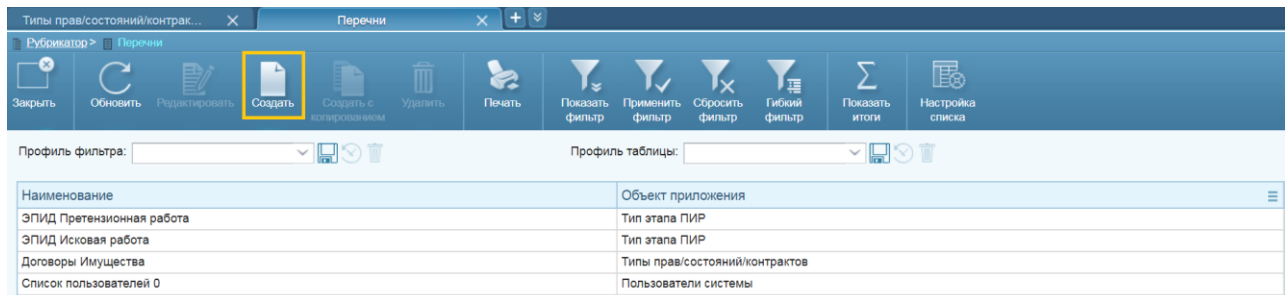 Типы прав/состояний/контрак...
Перечни
Рубрикатор> Перечни
Закрыть Обновить Редактировать Создать Создать с копированием Удалить Печать Показать фильтр Применить фильтр Сбросить фильтр Гибкий фильтр Показать итоги Настройка списка
Профиль фильтра: Профиль таблицы:
Наименование Объект приложения
ЭПИД Претензионная работа Тип этапа ПИР
ЭПИД Исковая работа Тип этапа ПИР
Договоры Имущества Типы прав/состояний/контрактов
Список пользователей 0 Пользователи системы